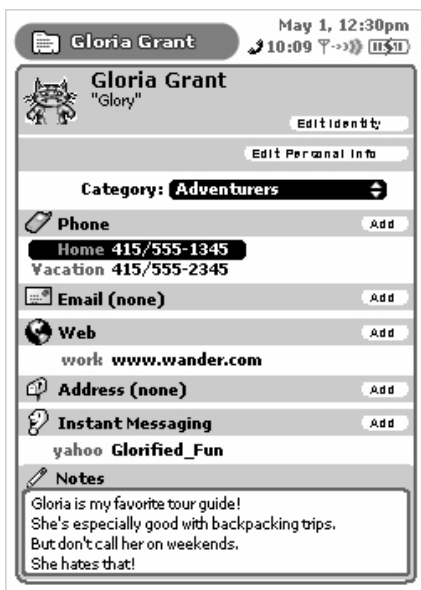 Gloria Grant
May 1, 12:30pm
10:09
Gloria Grant
"Glory"
Edit Identity
Edit Personal Info
Category: Adventurers
Phone Add
Home 415/555-1345
Vacation 415/555-2345
Email (none) Add
Web Add
work www.wander.com
Address (none) Add
Instant Messaging Add
yahoo Glorified_Fun
Notes
Gloria is my favorite tour guide!
She's especially good with backpacking trips.
But don't call her on weekends.
She hates that!